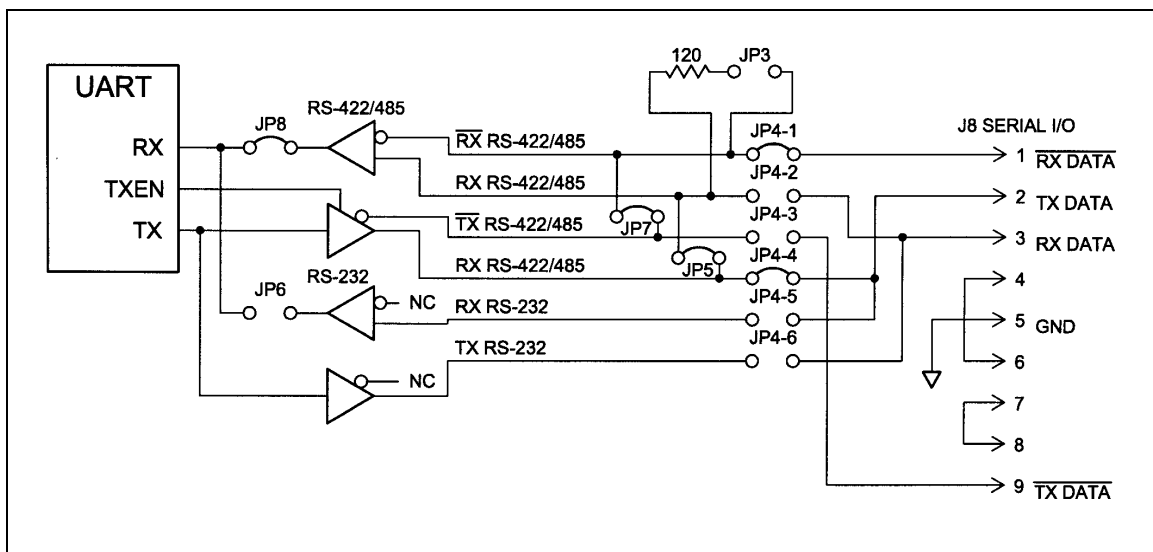 120
JP3
UART
RS-422/485
J8 SERIAL I/O
JP8
RX
RX RS-422/485
JP4-1
1 RX DATA
JP4-2
TXEN
RX RS-422/485
2 TX DATA
JP4-3
TX
TX RS-422/485
JP7
3 RX DATA
JP4-4
RX RS-422/485
JP5
RS-232
4
JP4-5
JP6
NC
RX RS-232
5 GND
JP4-6
TX RS-232
6
NC
7
8
9 TX DATA